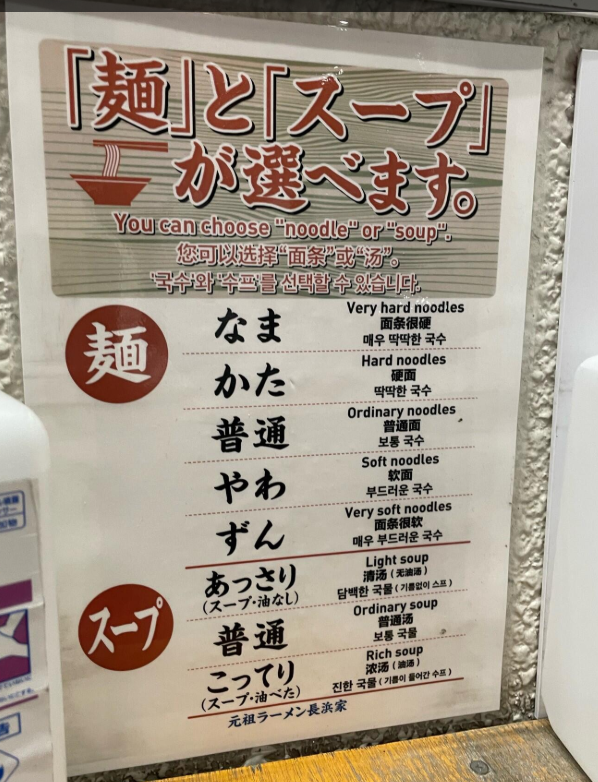 「麺」と「スープ」
が選べます。
You can choose "noodle" or "soup".
您可以选择“面条”或“汤”。
'국수'와 '수프'를 선택할 수 있습니다.
麺
なま
Very hard noodles
面条很硬
매우 딱딱한 국수
かた
Hard noodles
硬面
딱딱한 국수
普通
Ordinary noodles
普通面
보통 국수
やわ
Soft noodles
软面
부드러운 국수
ずん
Very soft noodles
面条很软
매우 부드러운 국수
スープ
あっさり
(スープ・油なし)
Light soup
清汤 (无油汤)
담백한 국물 (기름없이 스프)
普通
Ordinary soup
普通汤
보통 국물
こってり
(スープ・油べた)
Rich soup
浓汤 (油汤)
진한 국물 (기름이 들어간 수프)
元祖ラーメン長浜家